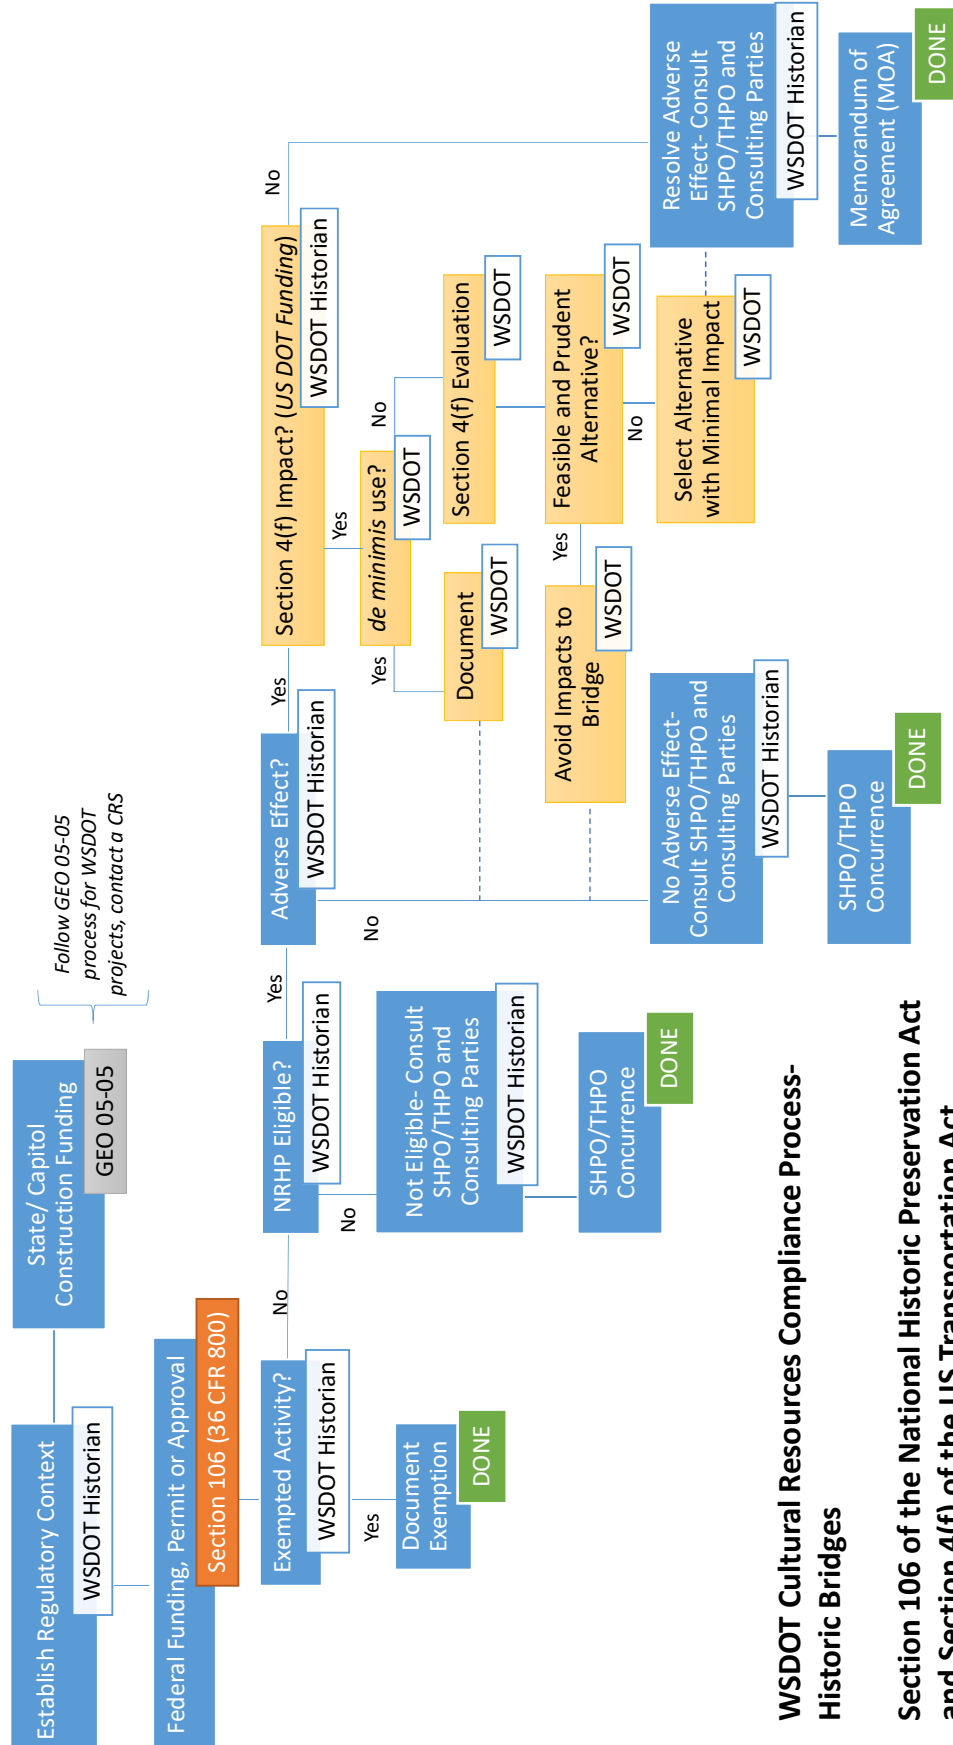 Establish Regulatory Context
WSDOT Historian
State/ Capitol
Construction Funding
GEO 05-05
Follow GEO 05-05
process for WSDOT
projects, contact a CRS
Federal Funding, Permit or Approval
Section 106 (36 CFR 800)
Exempted Activity?
WSDOT Historian
No
Yes
Document
Exemption
DONE
NRHP Eligible?
WSDOT Historian
Yes
No
Not Eligible- Consult
SHPO/THPO and
Consulting Parties
WSDOT Historian
SHPO/THPO
Concurrence
DONE
Adverse Effect?
WSDOT Historian
Yes
No
Section 4(f) Impact? (US DOT Funding)
WSDOT Historian
No
Yes
de minimis use?
WSDOT
Yes
No
Document
WSDOT
Section 4(f) Evaluation
WSDOT
Feasible and Prudent
Alternative?
WSDOT
Yes
No
Avoid Impacts to
Bridge
WSDOT
Select Alternative
with Minimal Impact
WSDOT
No Adverse Effect-
Consult SHPO/THPO and
Consulting Parties
WSDOT Historian
SHPO/THPO
Concurrence
DONE
Resolve Adverse
Effect- Consult
SHPO/THPO and
Consulting Parties
WSDOT Historian
Memorandum of
Agreement (MOA)
DONE
WSDOT Cultural Resources Compliance Process-
Historic Bridges
Section 106 of the National Historic Preservation Act
and Section 4(f) of the US Transportation Act